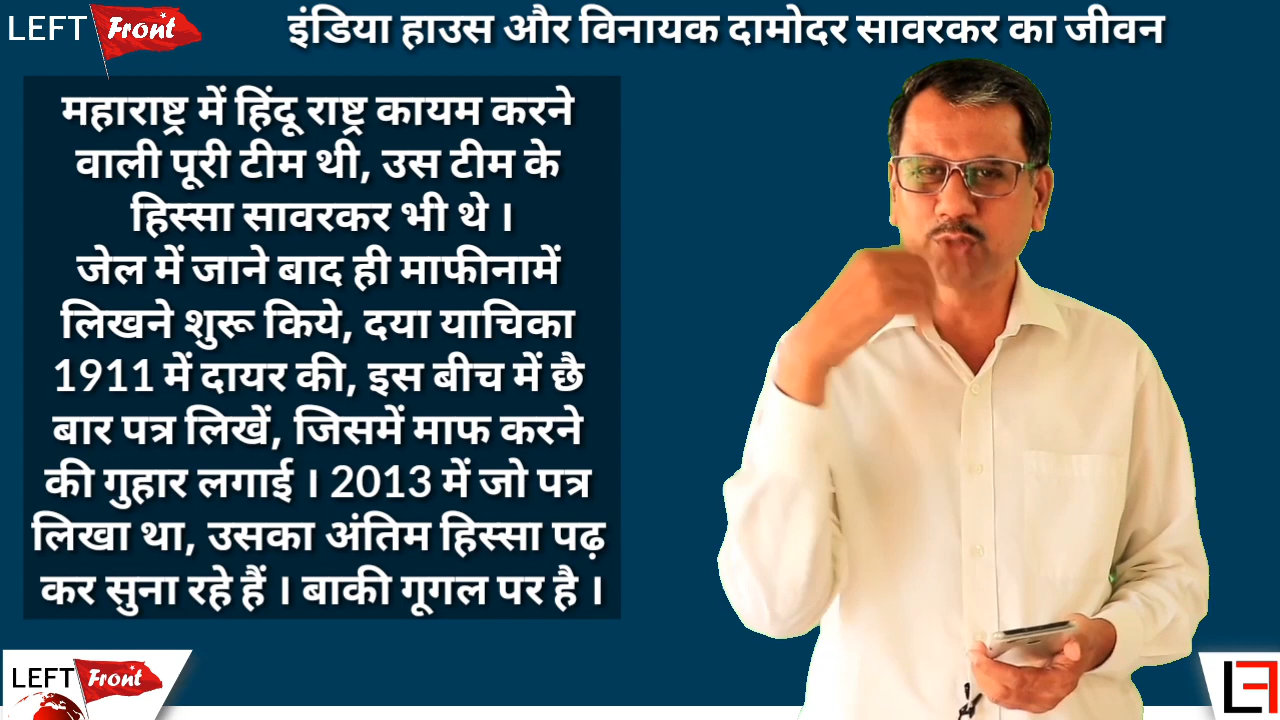 LEFT Front
इंडिया हाउस और विनायक दामोदर सावरकर का जीवन
महाराष्ट्र में हिंदू राष्ट्र कायम करने
वाली पूरी टीम थी, उस टीम के
हिस्सा सावरकर भी थे ।
जेल में जाने बाद ही माफीनामें
लिखने शुरू किये, दया याचिका
1911 में दायर की, इस बीच में छै
बार पत्र लिखें, जिसमें माफ करने
की गुहार लगाई । 2013 में जो पत्र
लिखा था, उसका अंतिम हिस्सा पढ़
कर सुना रहे हैं । बाकी गूगल पर है ।
LEFT Front
LF